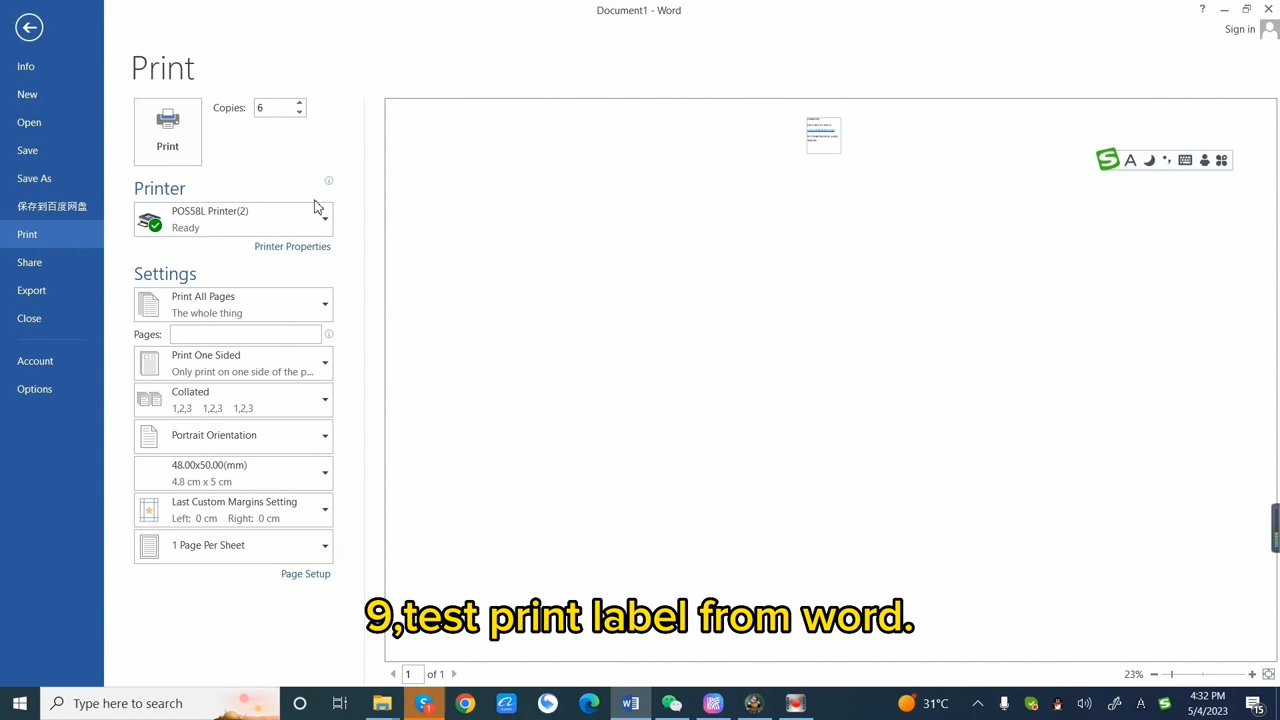 Document1 - Word
?
Sign in
Info
New
Open
Save
Save As
保存到百度网盘
Print
Share
Export
Close
Account
Options
Print
Print
Copies: 6
Printer
POS58L Printer(2)
Ready
Printer Properties
Settings
Print All Pages
The whole thing
Pages:
Print One Sided
Only print on one side of the p...
Collated
1,2,3 1,2,3 1,2,3
Portrait Orientation
48.00x50.00(mm)
4.8 cm x 5 cm
Last Custom Margins Setting
Left: 0 cm Right: 0 cm
1 Page Per Sheet
Page Setup
9,test print label from word.
1 of 1
23%
Type here to search
31°C
4:32 PM
5/4/2023
15